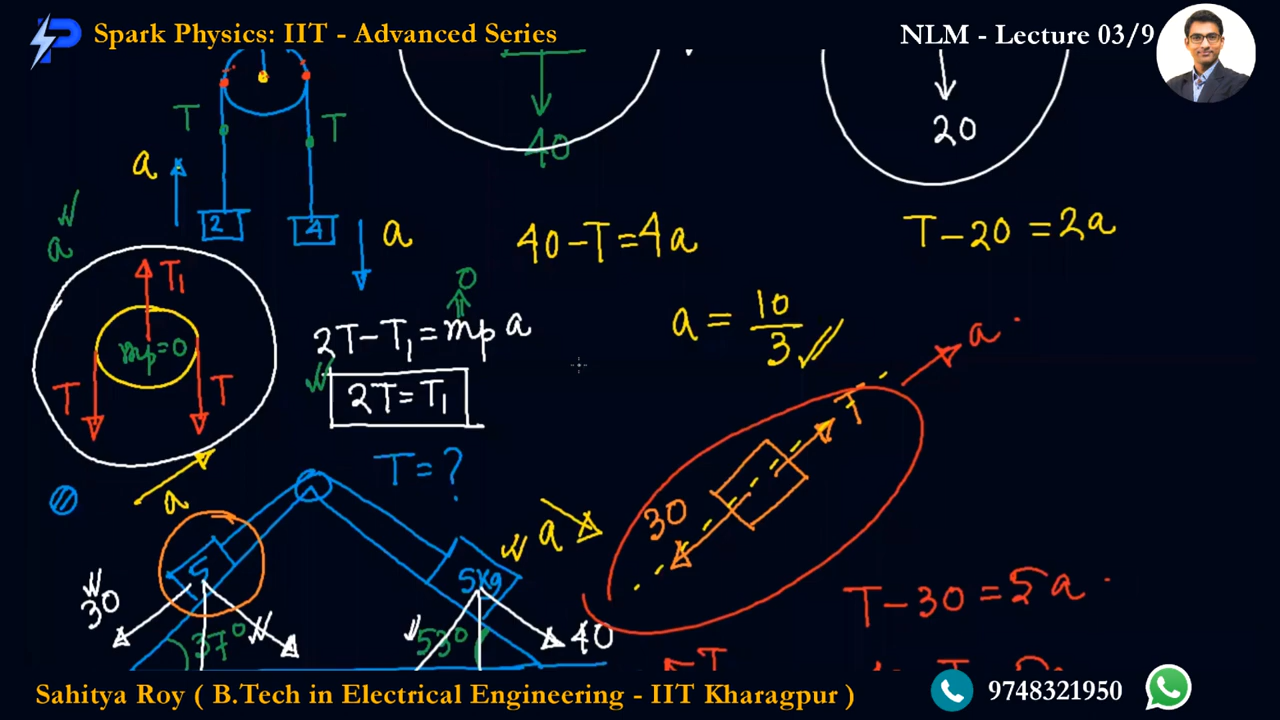 Spark Physics: IIT - Advanced Series
NLM - Lecture 03/9
T
T
40
20
a
2
4
a
a
40-T=4a
T-20=2a
T₁
mp=0
T
T
0
2T-T₁=mp a
2T=T₁
a = 10/3
a
T
30
a
T=?
a
5
5kg
30
37°
53°
40
T-30=5a
T
Sahitya Roy ( B.Tech in Electrical Engineering - IIT Kharagpur )
9748321950